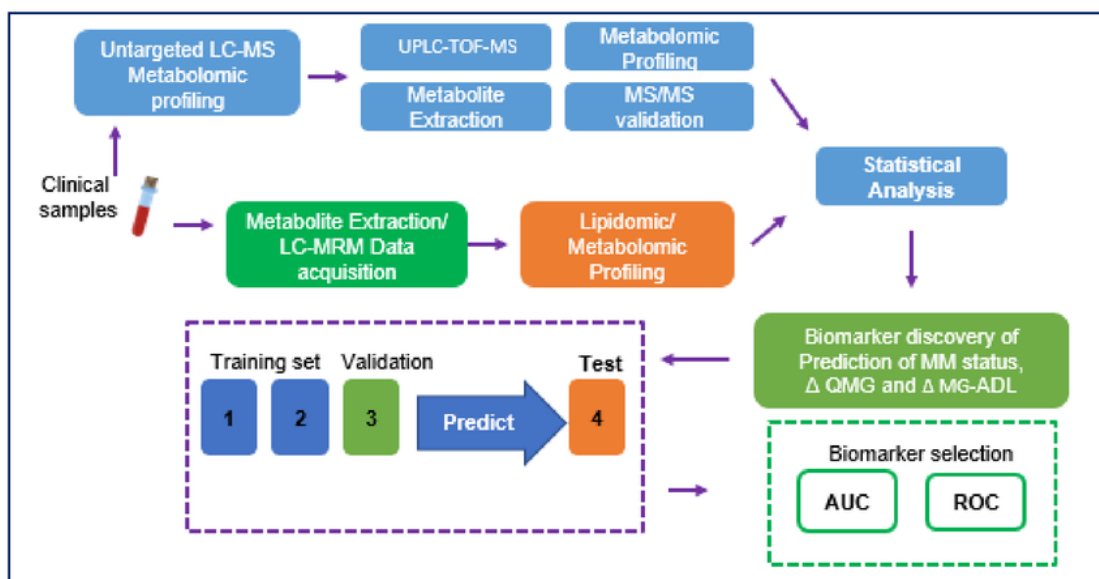 Untargeted LC-MS
Metabolomic
profiling
UPLC-TOF-MS
Metabolomic
Profiling
Metabolite
Extraction
MS/MS
validation
Clinical
samples
Statistical
Analysis
Metabolite Extraction/
LC-MRM Data
acquisition
Lipidomic/
Metabolomic
Profiling
Biomarker discovery of
Prediction of MM status,
Δ QMG and Δ MG-ADL
Training set
Validation
Test
1
2
3
Predict
4
Biomarker selection
AUC
ROC